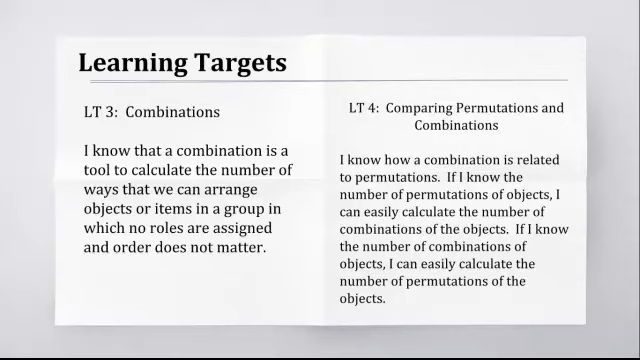 Learning Targets
LT 3: Combinations
I know that a combination is a
tool to calculate the number of
ways that we can arrange
objects or items in a group in
which no roles are assigned
and order does not matter.
LT 4: Comparing Permutations and
Combinations
I know how a combination is related
to permutations. If I know the
number of permutations of objects, I
can easily calculate the number of
combinations of the objects. If I know
the number of combinations of
objects, I can easily calculate the
number of permutations of the
objects.